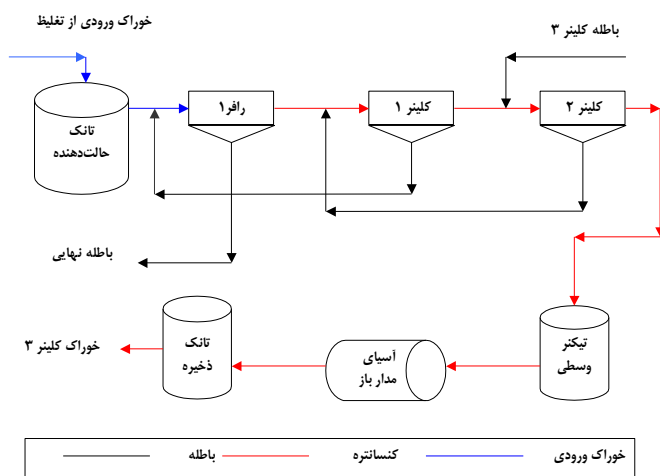 خوراک ورودی از تغلیظ
باطله کلینر ۳
تانک
حالت‌دهنده
رافر۱
کلینر ۱
کلینر ۲
باطله نهایی
تیکنر
وسطی
آسیای
مدار باز
تانک
ذخیره
خوراک کلینر ۳
خوراک ورودی
کنسانتره
باطله